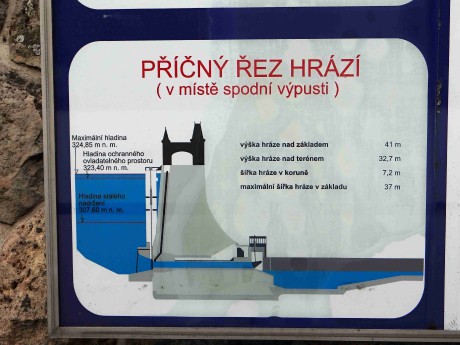 PŘÍČNÝ ŘEZ HRÁZÍ
( v místě spodní výpusti )
Maximální hladina
324,85 m n. m.
Hladina ochranného
ovladatelného prostoru
323,40 m n. m.
Hladina stálého
nadržení
307,60 m n. m.
výška hráze nad základem 41 m
výška hráze nad terénem 32,7 m
šířka hráze v koruně 7,2 m
maximální šířka hráze v základu 37 m